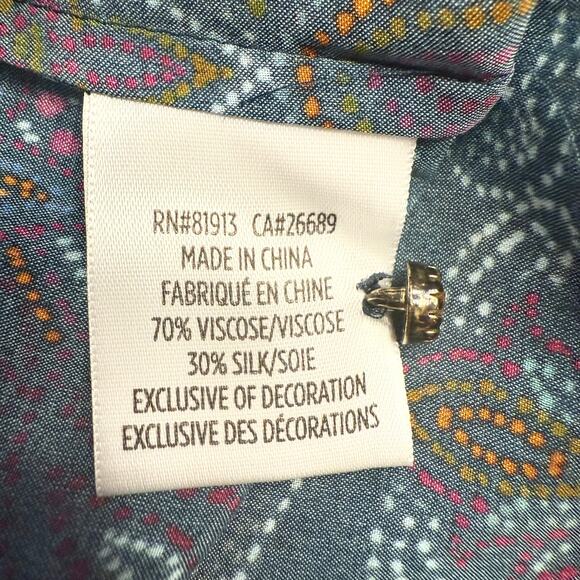 RN#81913 CA#26689
MADE IN CHINA
FABRIQUÉ EN CHINE
70% VISCOSE/VISCOSE
30% SILK/SOIE
EXCLUSIVE OF DECORATION
EXCLUSIVE DES DÉCORATIONS